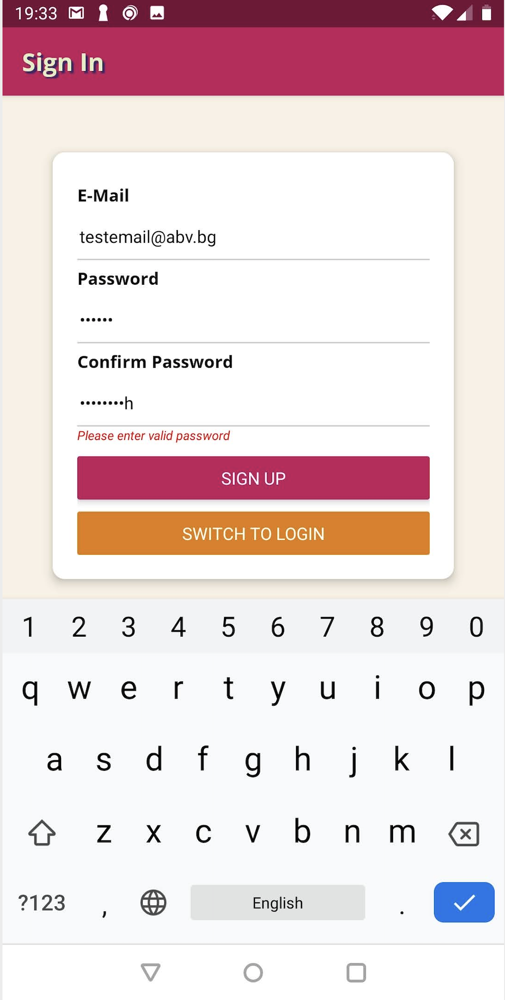 19:33
Sign In
E-Mail
testemail@abv.bg
Password
••••••
Confirm Password
••••••••h
Please enter valid password
SIGN UP
SWITCH TO LOGIN
1 2 3 4 5 6 7 8 9 0
q w e r t y u i o p
a s d f g h j k l
z x c v b n m
?123 , English .